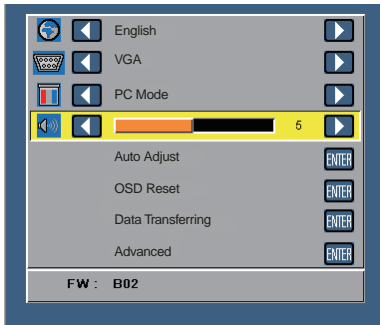 English
VGA
PC Mode
5
Auto Adjust ENTER
OSD Reset ENTER
Data Transferring ENTER
Advanced ENTER
FW : B02